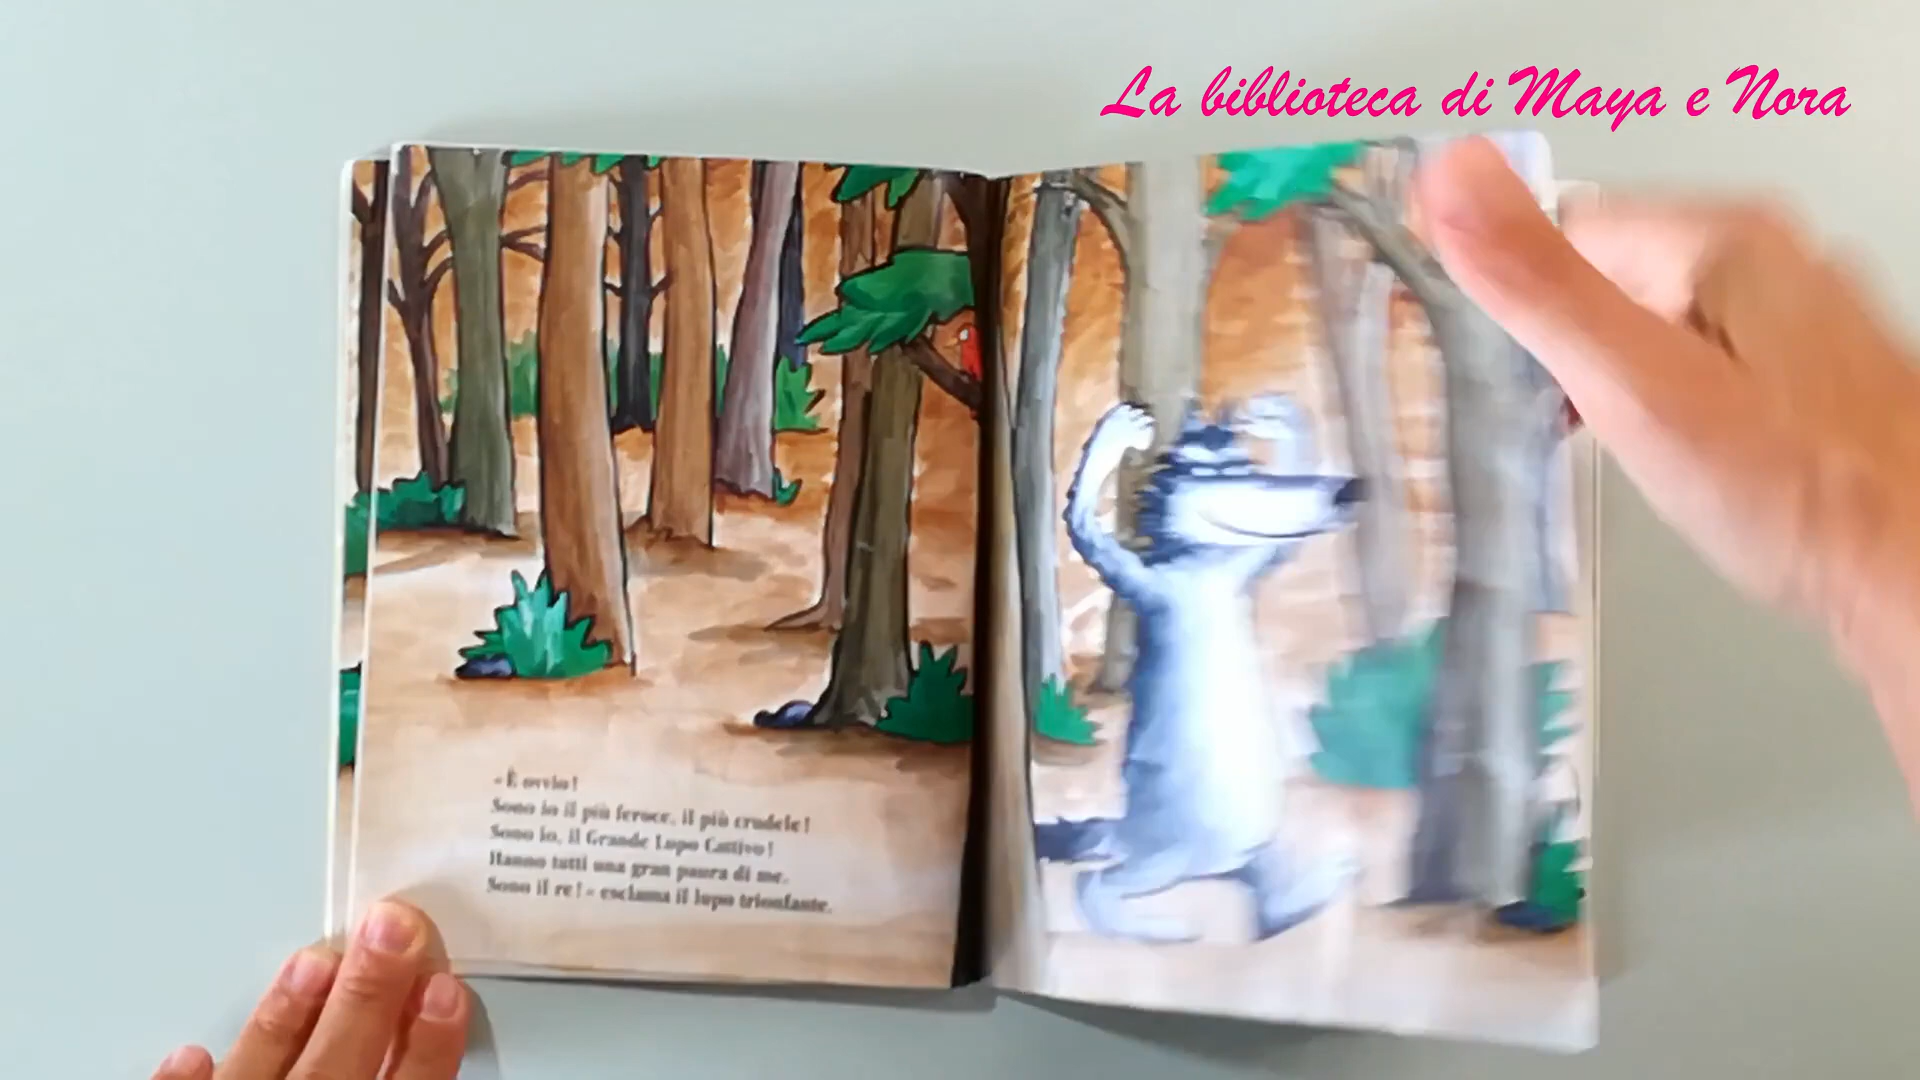 La biblioteca di Maya e Nora
« È ovvio!
Sono io il più feroce, il più crudele!
Sono io, il Grande Lupo Cattivo!
Hanno tutti una gran paura di me.
Sono il re! » esclama il lupo trionfante.